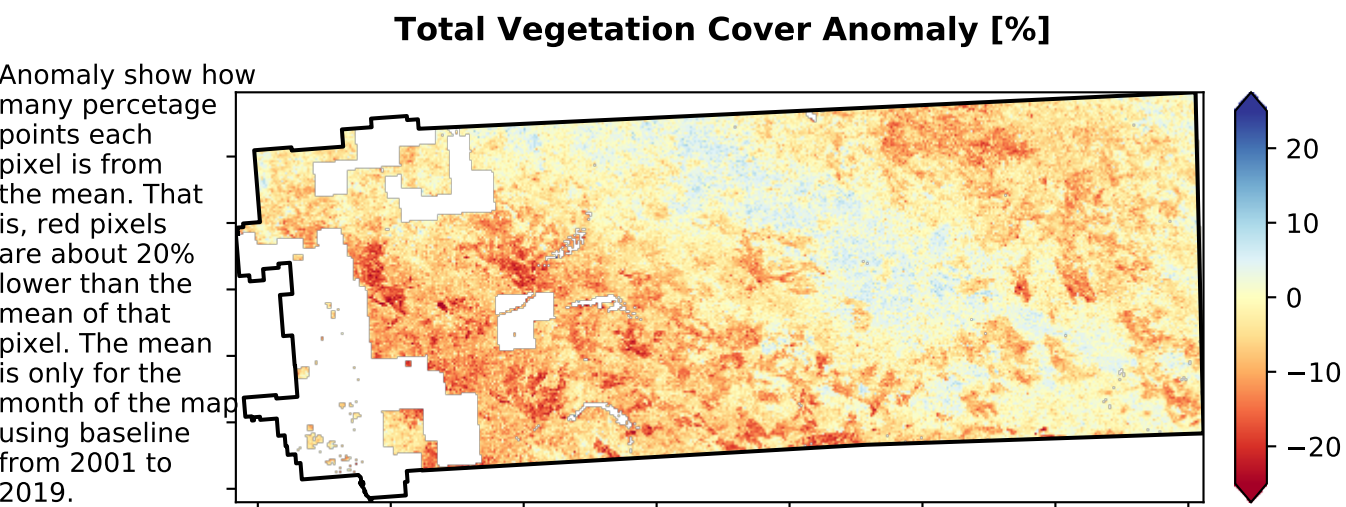 Total Vegetation Cover Anomaly [%]
Anomaly show how
many percetage
points each
pixel is from
the mean. That
is, red pixels
are about 20%
lower than the
mean of that
pixel. The mean
is only for the
month of the map
using baseline
from 2001 to
2019.
20
10
0
−10
−20